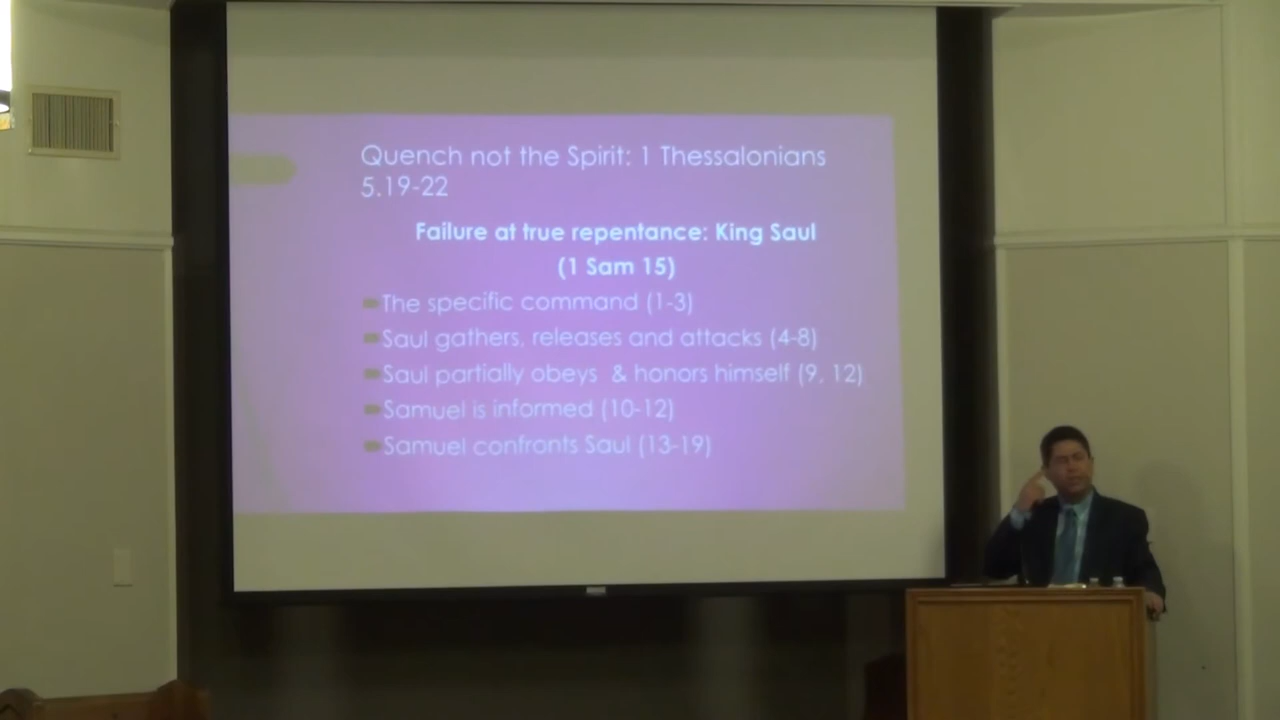 Quench not the Spirit: 1 Thessalonians
5.19-22
Failure at true repentance: King Saul
(1 Sam 15)
The specific command (1-3)
Saul gathers, releases and attacks (4-8)
Saul partially obeys & honors himself (9, 12)
Samuel is informed (10-12)
Samuel confronts Saul (13-19)